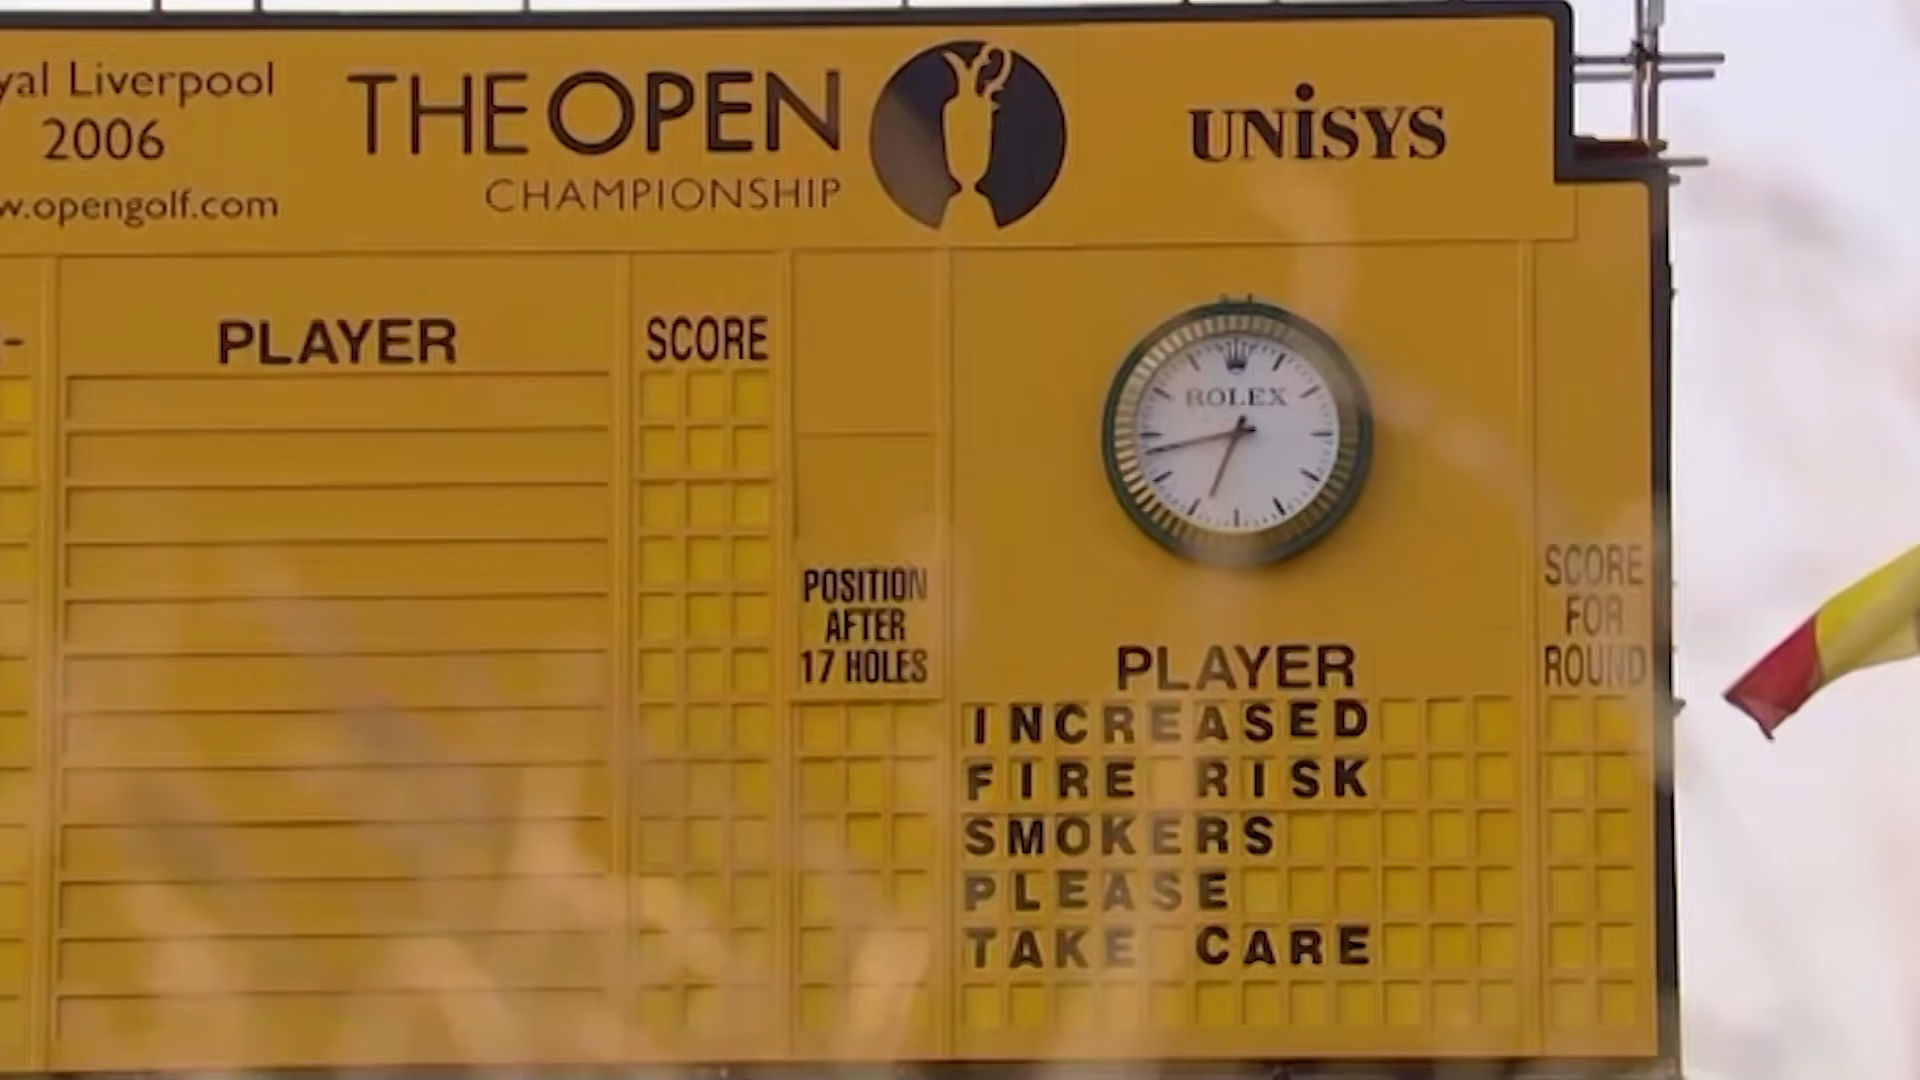 yal Liverpool
2006
w.opengolf.com
THE OPEN
CHAMPIONSHIP
UNiSYS
ROLEX
PLAYER
SCORE
POSITION
AFTER
17 HOLES
PLAYER
SCORE
FOR
ROUND
INCREASED
FIRE RISK
SMOKERS
PLEASE
TAKE CARE